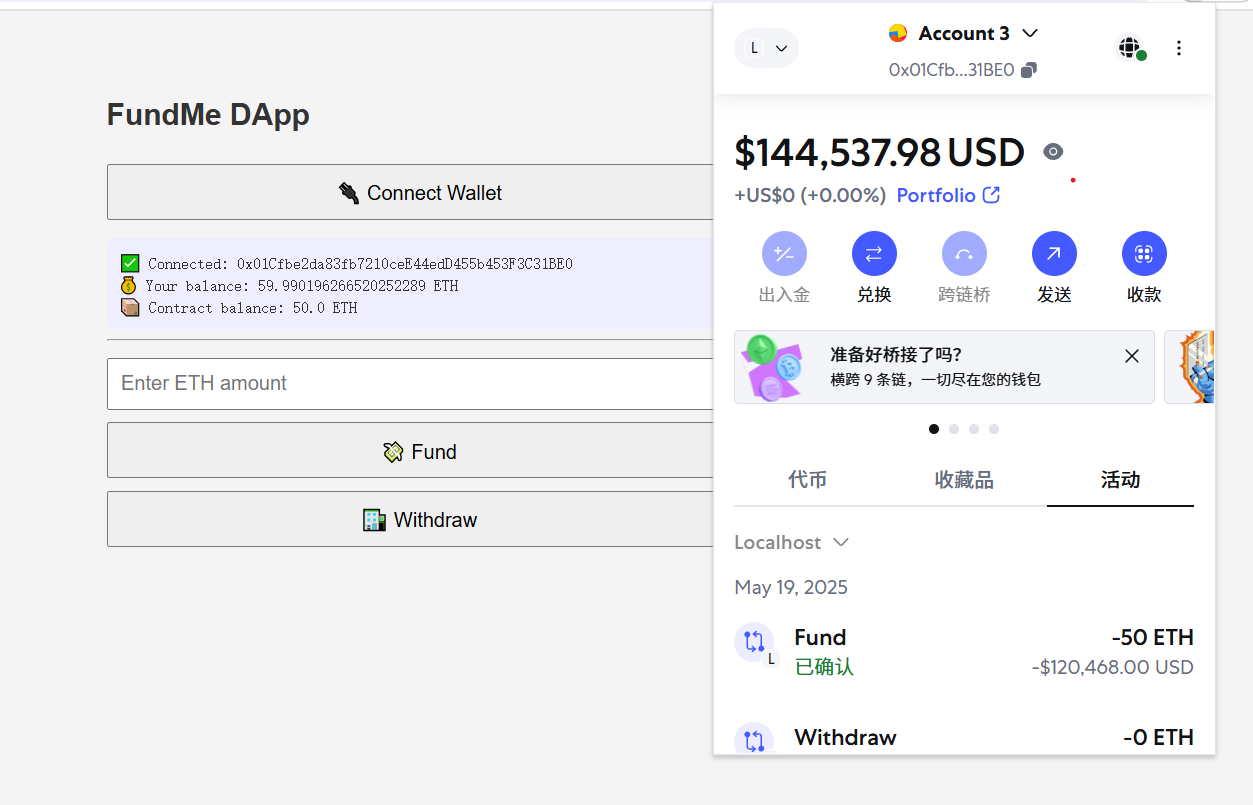 FundMe DApp
Connect Wallet
Connected: 0x01Cfbe2da83fb7210ceE44edD455b453F3C31BE0
Your balance: 59.990196266520252289 ETH
Contract balance: 50.0 ETH
Enter ETH amount
Fund
Withdraw
L
Account 3
0x01Cfb...31BE0
$144,537.98 USD
+US$0 (+0.00%) Portfolio
出入金 兑换 跨链桥 发送 收款
准备好桥接了吗?
横跨 9 条链，一切尽在您的钱包
代币 收藏品 活动
Localhost
May 19, 2025
Fund -50 ETH
L 已确认 -$120,468.00 USD
Withdraw -0 ETH